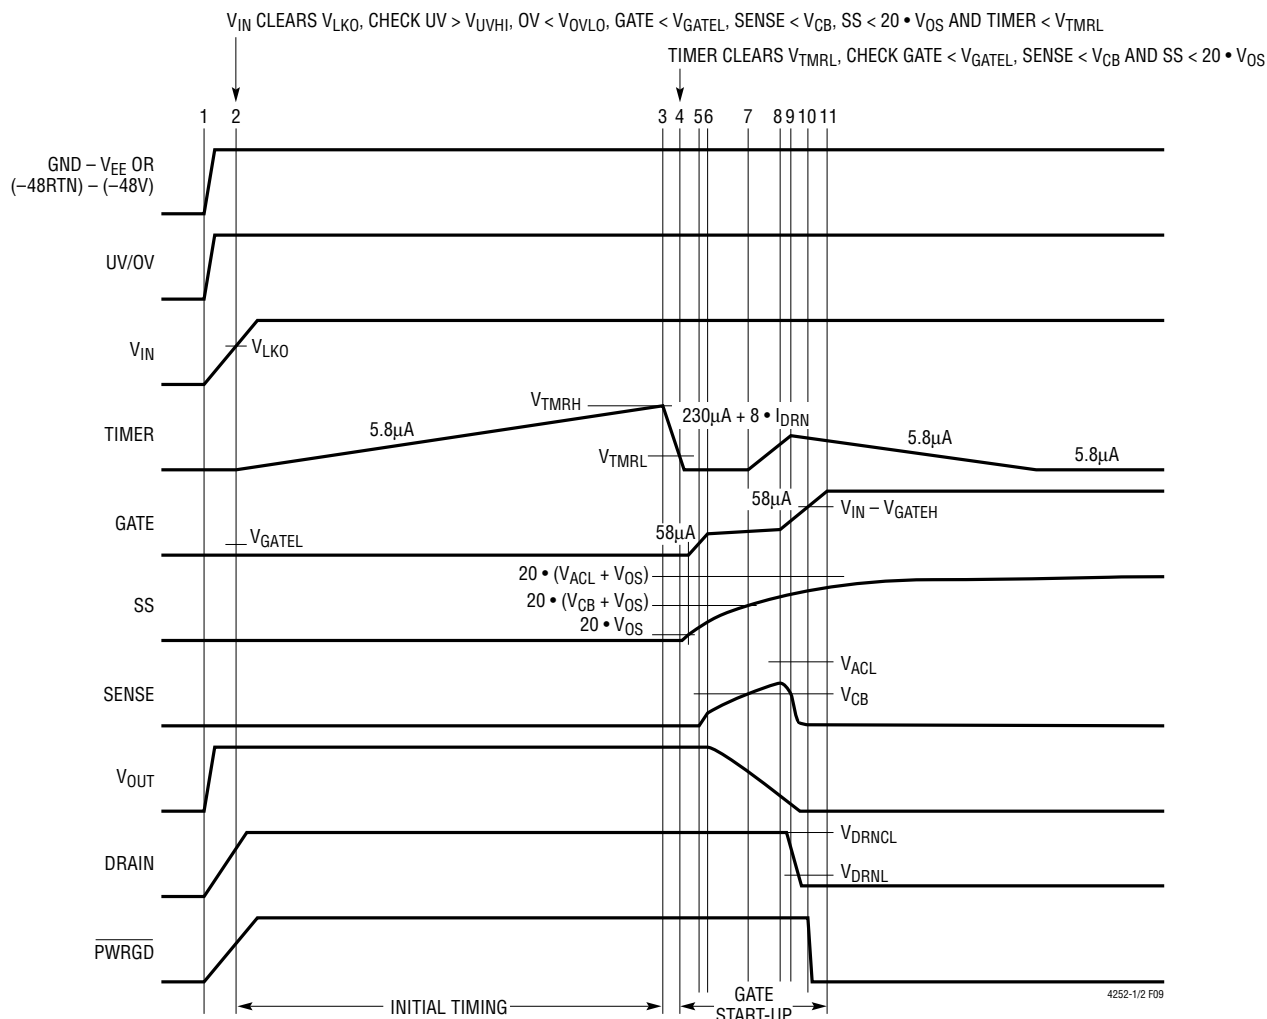 VIN CLEARS VLKO, CHECK UV > VUVHI, OV < VOVLO, GATE < VGATEL, SENSE < VCB, SS < 20 • VOS AND TIMER < VTMRL
TIMER CLEARS VTMRL, CHECK GATE < VGATEL, SENSE < VCB AND SS < 20 • VOS
1 2 3 4 5 6 7 8 9 10 11
GND – VEE OR
(–48RTN) – (–48V)
UV/OV
VIN
VLKO
TIMER
5.8µA
VTMRH
VTMRL
230µA + 8 • IDRN
5.8µA
5.8µA
GATE
VGATEL
58µA
58µA
VIN – VGATEH
SS
20 • (VACL + VOS)
20 • (VCB + VOS)
20 • VOS
SENSE
VACL
VCB
VOUT
DRAIN
VDRNCL
VDRNL
PWRGD
INITIAL TIMING
GATE
START-UP
4252-1/2 F09